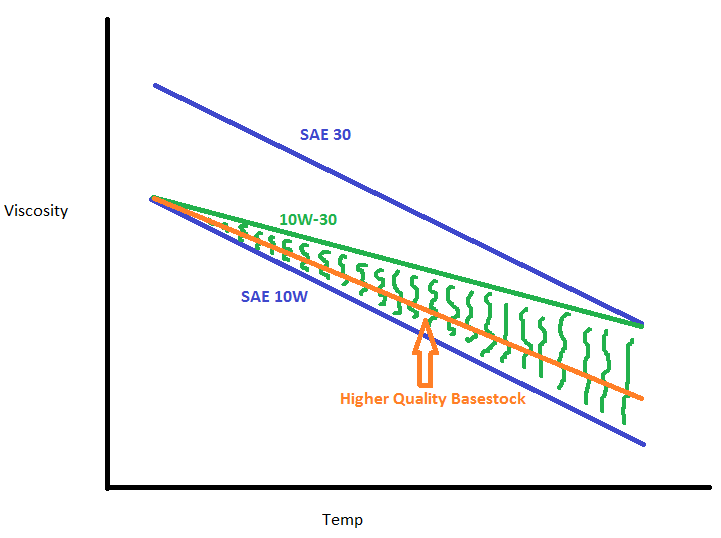 SAE 30
Viscosity
10W-30
SAE 10W
Higher Quality Basestock
Temp